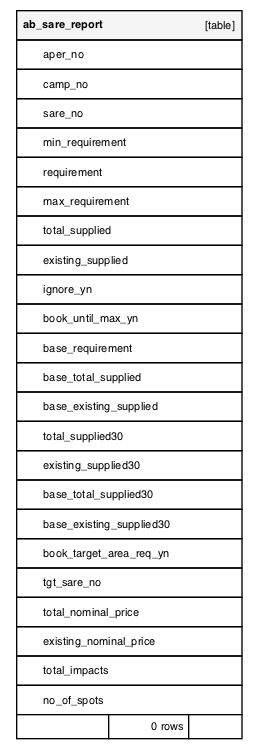 ab_sare_report [table]
aper_no
camp_no
sare_no
min_requirement
requirement
max_requirement
total_supplied
existing_supplied
ignore_yn
book_until_max_yn
base_requirement
base_total_supplied
base_existing_supplied
total_supplied30
existing_supplied30
base_total_supplied30
base_existing_supplied30
book_target_area_req_yn
tgt_sare_no
total_nominal_price
existing_nominal_price
total_impacts
no_of_spots
0 rows